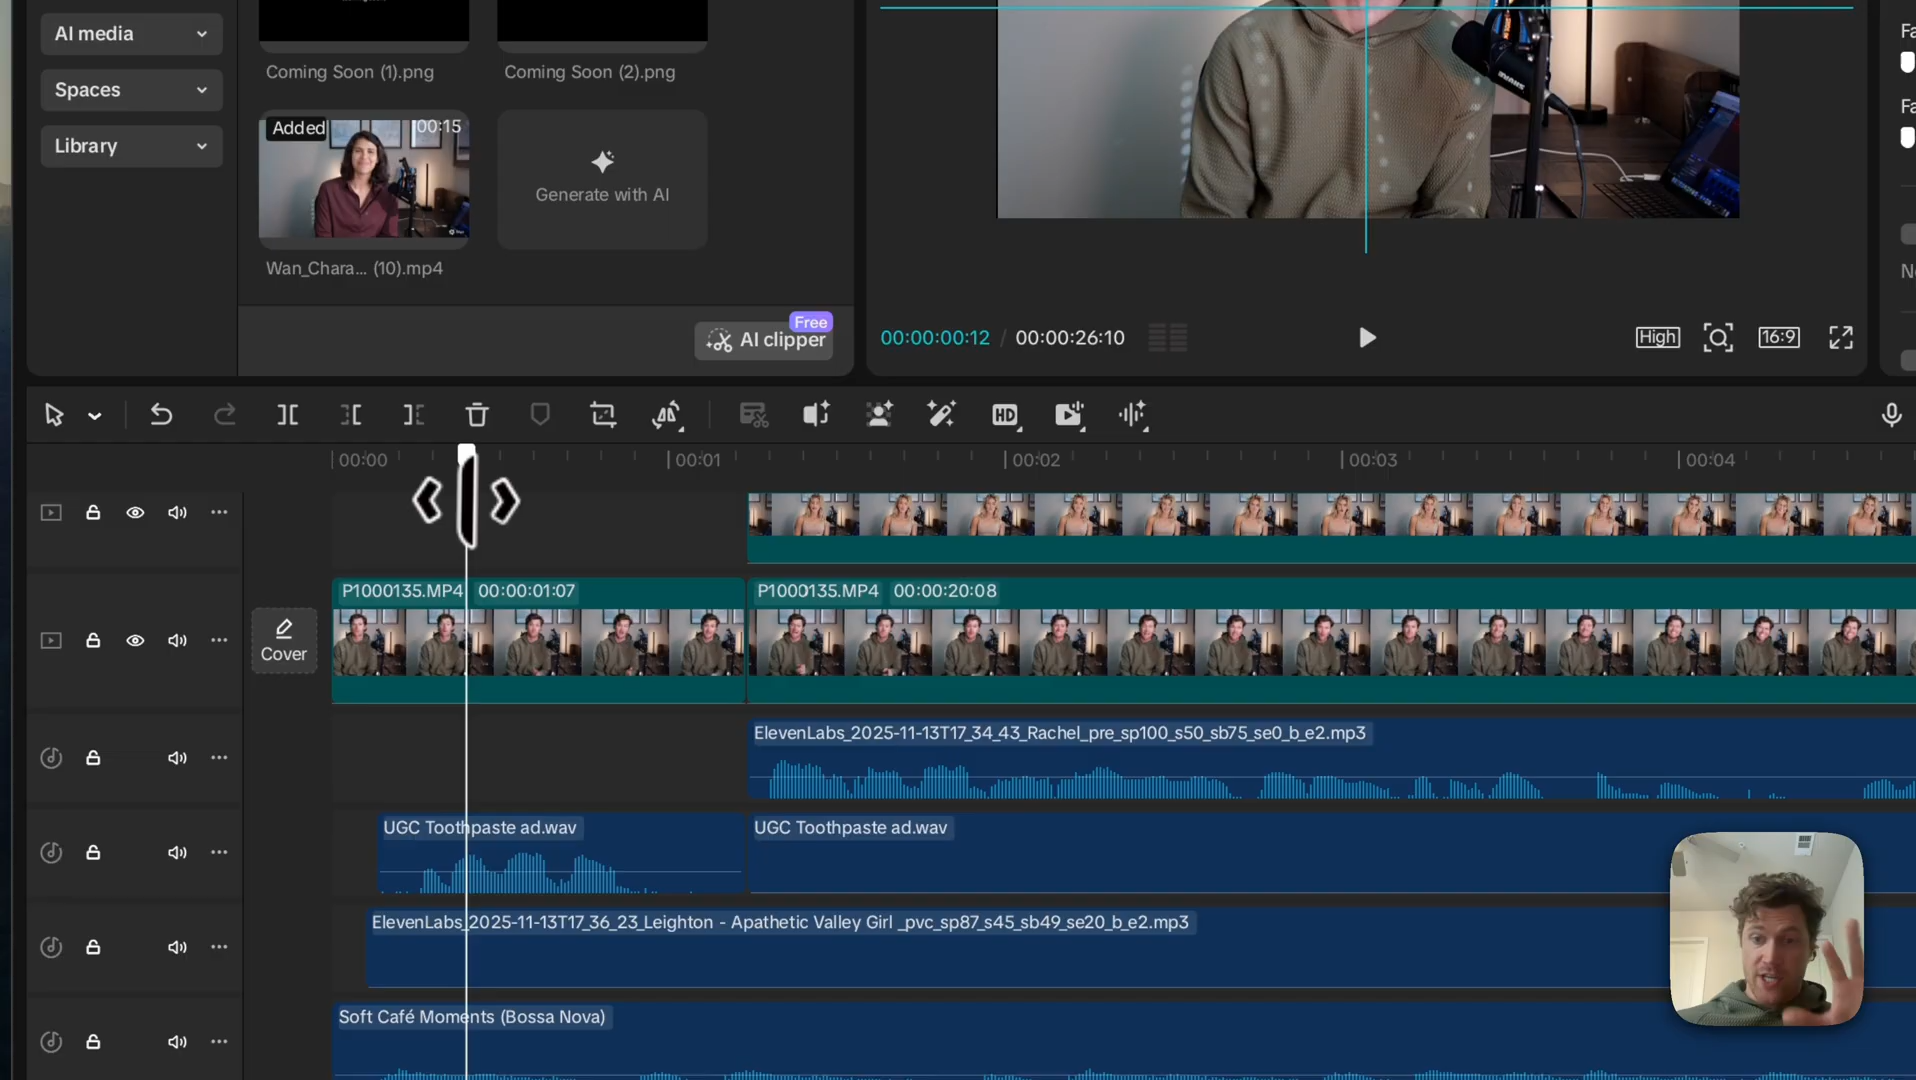 AI media
Spaces
Library
Coming Soon (1).png
Coming Soon (2).png
Added
00:15
Wan_Chara... (10).mp4
Generate with AI
Free
AI clipper
00:00:00:12 / 00:00:26:10
High
16:9
Fa
Fa
N
HD
00:00
00:01
00:02
00:03
00:04
P1000135.MP4 00:00:01:07
P1000135.MP4 00:00:20:08
Cover
ElevenLabs_2025-11-13T17_34_43_Rachel_pre_sp100_s50_sb75_se0_b_e2.mp3
UGC Toothpaste ad.wav
UGC Toothpaste ad.wav
ElevenLabs_2025-11-13T17_36_23_Leighton - Apathetic Valley Girl _pvc_sp87_s45_sb49_se20_b_e2.mp3
Soft Café Moments (Bossa Nova)